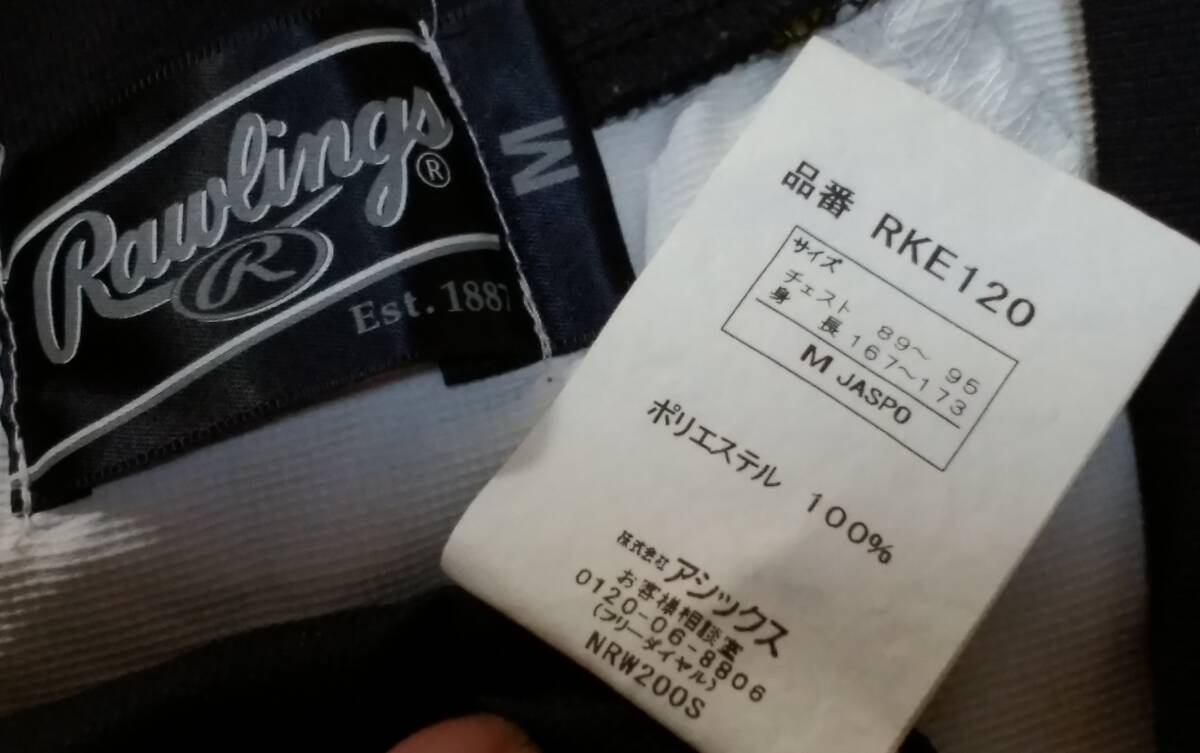 Rawlings®
R
Est. 1887
M
品番 RKE120
サイズ
チェスト 89～ 95
身 長 167～173
M JASPO
ポリエステル 100%
株式会社 アシックス
お客様相談室
0120-06-8806
(フリーダイヤル)
NRW200S